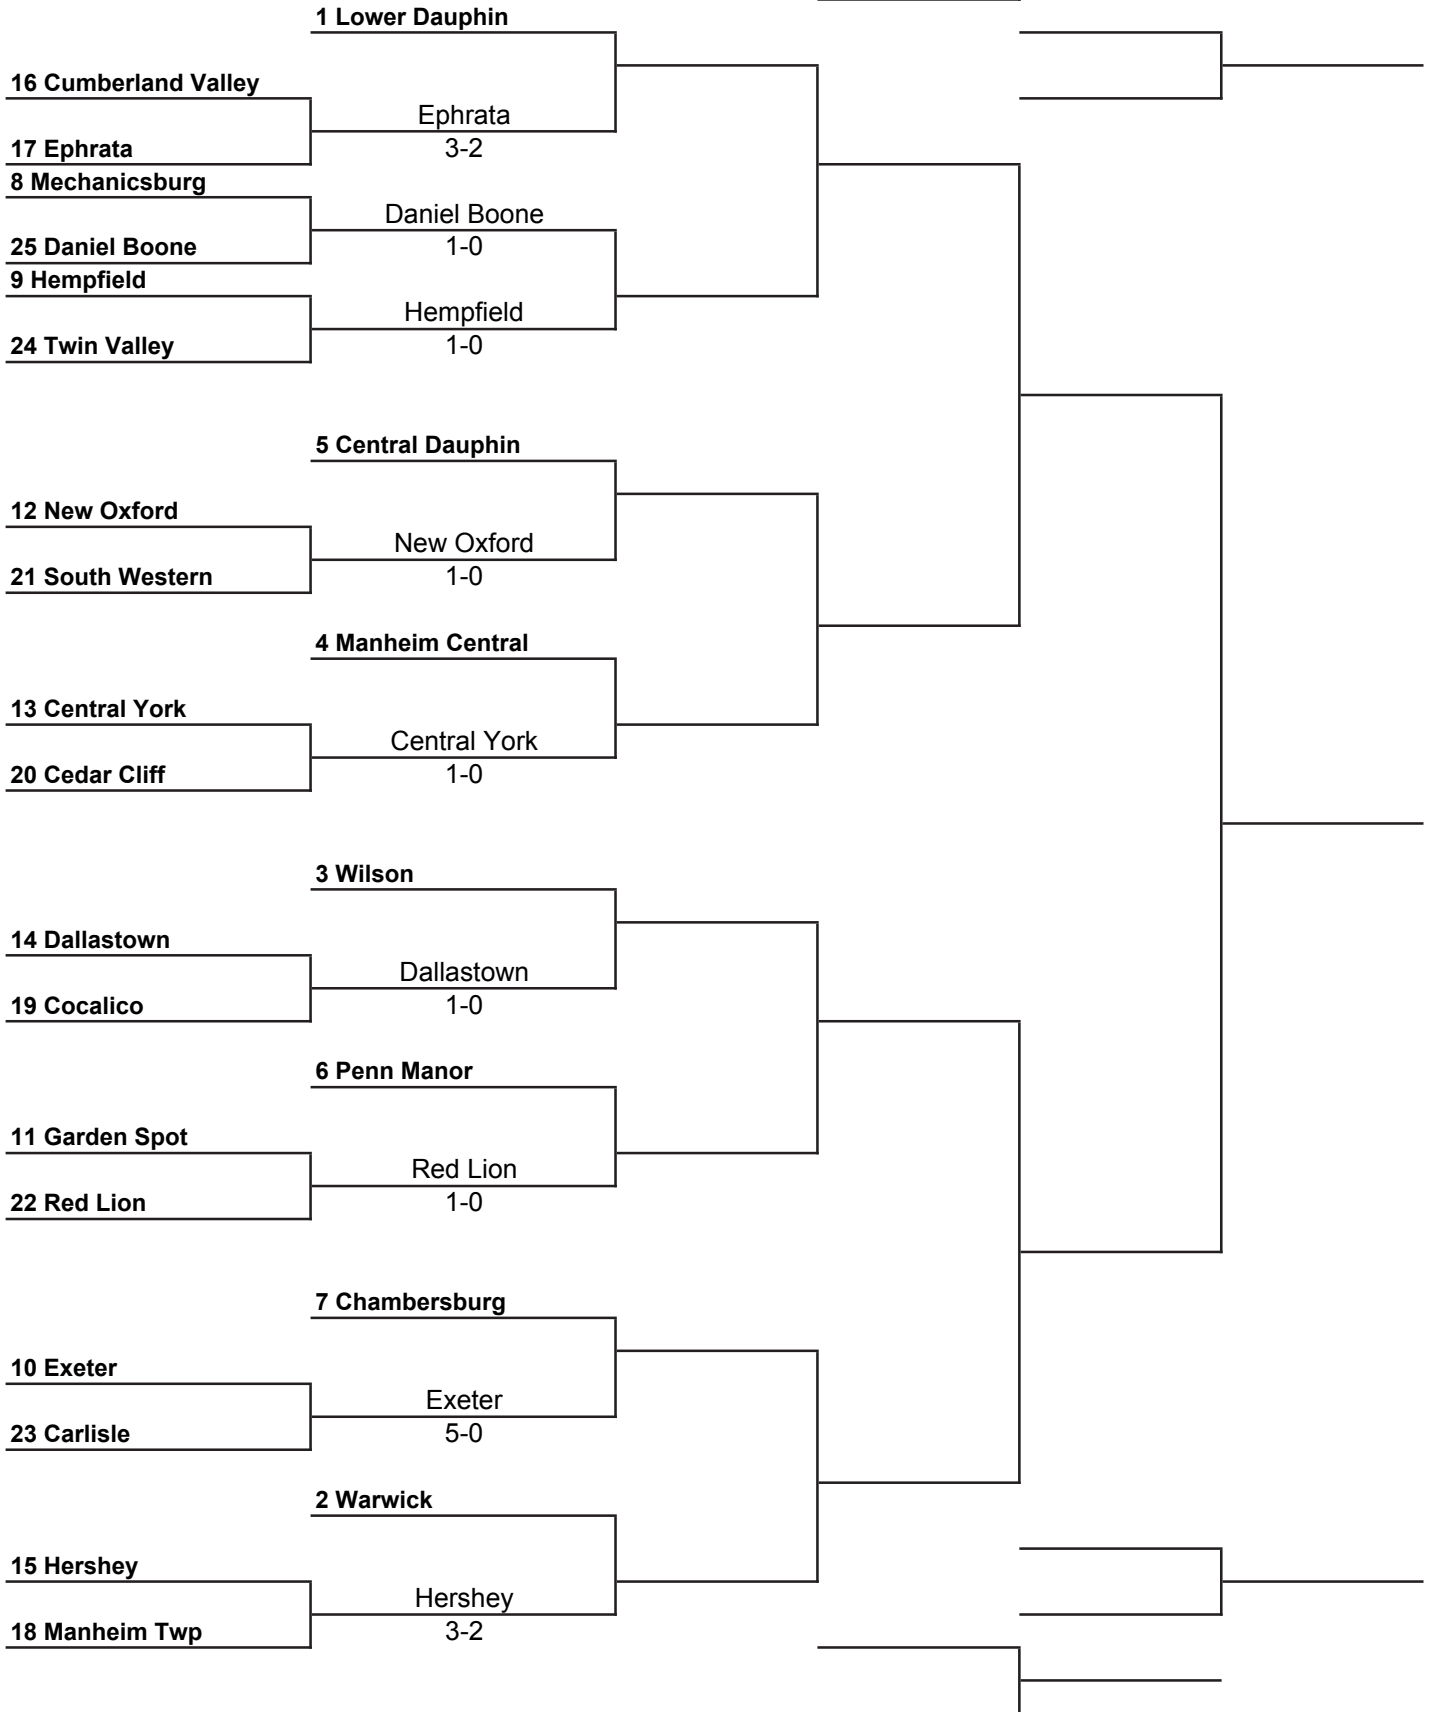 1 Lower Dauphin
16 Cumberland Valley
Ephrata
17 Ephrata
3-2
8 Mechanicsburg
Daniel Boone
25 Daniel Boone
1-0
9 Hempfield
Hempfield
24 Twin Valley
1-0
5 Central Dauphin
12 New Oxford
New Oxford
21 South Western
1-0
4 Manheim Central
13 Central York
Central York
20 Cedar Cliff
1-0
3 Wilson
14 Dallastown
Dallastown
19 Cocalico
1-0
6 Penn Manor
11 Garden Spot
Red Lion
22 Red Lion
1-0
7 Chambersburg
10 Exeter
Exeter
23 Carlisle
5-0
2 Warwick
15 Hershey
Hershey
18 Manheim Twp
3-2